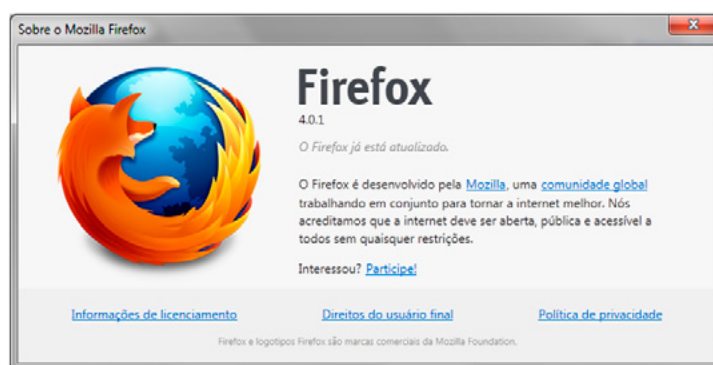 Sobre o Mozilla Firefox
Firefox
4.0.1
O Firefox já está atualizado.
O Firefox é desenvolvido pela Mozilla, uma comunidade global
trabalhando em conjunto para tornar a internet melhor. Nós
acreditamos que a internet deve ser aberta, pública e acessível a
todos sem quaisquer restrições.
Interessou? Participe!
Informações de licenciamento Direitos do usuário final Política de privacidade
Firefox e logotipos Firefox são marcas comerciais da Mozilla Foundation.